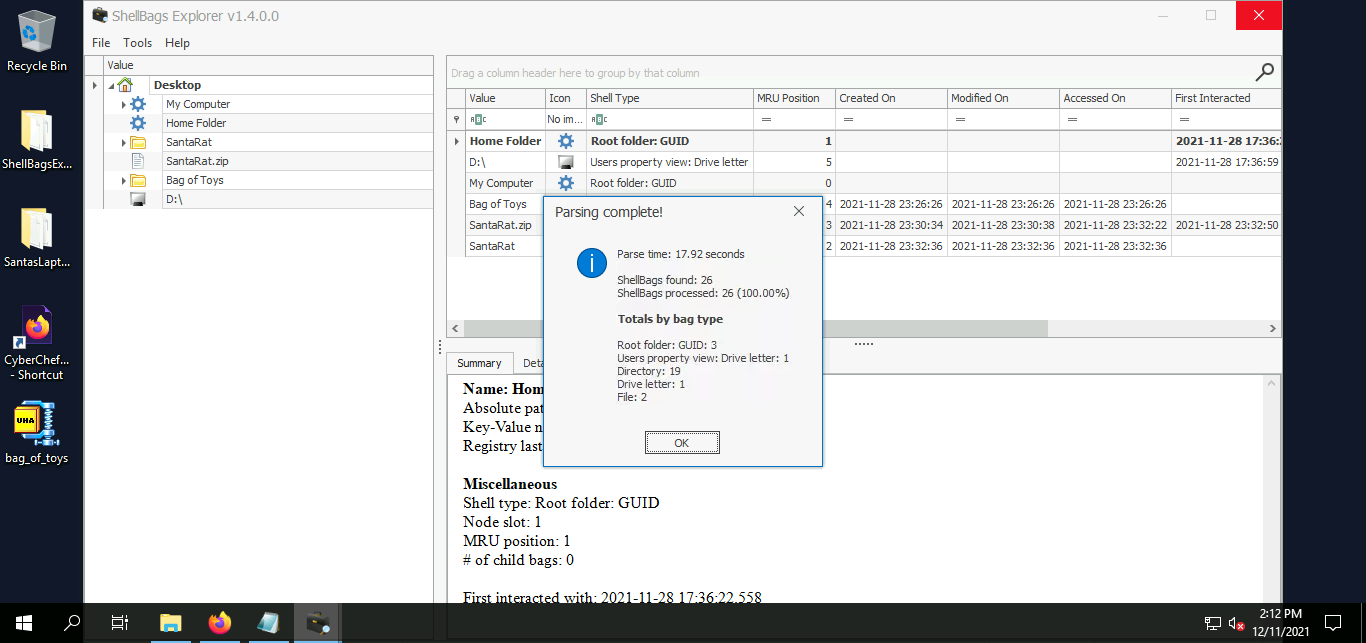 Recycle Bin
ShellBagsEx...
SantasLapt...
CyberChef...
- Shortcut
UHA
bag_of_toys
ShellBags Explorer v1.4.0.0
File Tools Help
Value
Desktop
My Computer
Home Folder
SantaRat
SantaRat.zip
Bag of Toys
D:\
Drag a column header here to group by that column
Value Icon Shell Type MRU Position Created On Modified On Accessed On First Interacted
No im... = = = = =
Home Folder Root folder: GUID 1 2021-11-28 17:36:
D:\ Users property view: Drive letter 5 2021-11-28 17:36:59
My Computer Root folder: GUID 0
Bag of Toys 4 2021-11-28 23:26:26 2021-11-28 23:26:26 2021-11-28 23:26:26
SantaRat.zip 3 2021-11-28 23:30:34 2021-11-28 23:30:38 2021-11-28 23:32:22 2021-11-28 23:32:50
SantaRat 2 2021-11-28 23:32:36 2021-11-28 23:32:36 2021-11-28 23:32:36
Parsing complete!
Parse time: 17.92 seconds
ShellBags found: 26
ShellBags processed: 26 (100.00%)
Totals by bag type
Root folder: GUID: 3
Users property view: Drive letter: 1
Directory: 19
Drive letter: 1
File: 2
OK
Summary Deta
Name: Hom
Absolute pat
Key-Value n
Registry last
Miscellaneous
Shell type: Root folder: GUID
Node slot: 1
MRU position: 1
# of child bags: 0
First interacted with: 2021-11-28 17:36:22.558
2:12 PM
12/11/2021